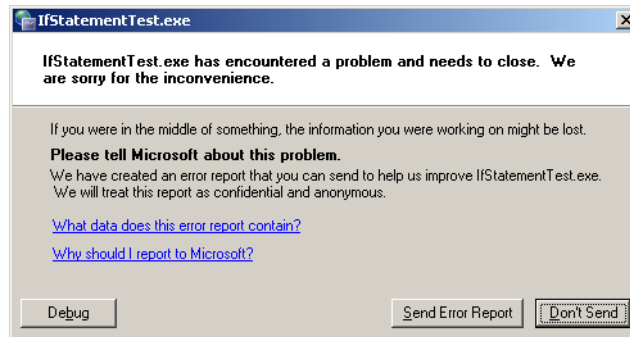 IfStatementTest.exe
IfStatementTest.exe has encountered a problem and needs to close. We
are sorry for the inconvenience.
If you were in the middle of something, the information you were working on might be lost.
Please tell Microsoft about this problem.
We have created an error report that you can send to help us improve IfStatementTest.exe.
We will treat this report as confidential and anonymous.
What data does this error report contain?
Why should I report to Microsoft?
Debug Send Error Report Don't Send